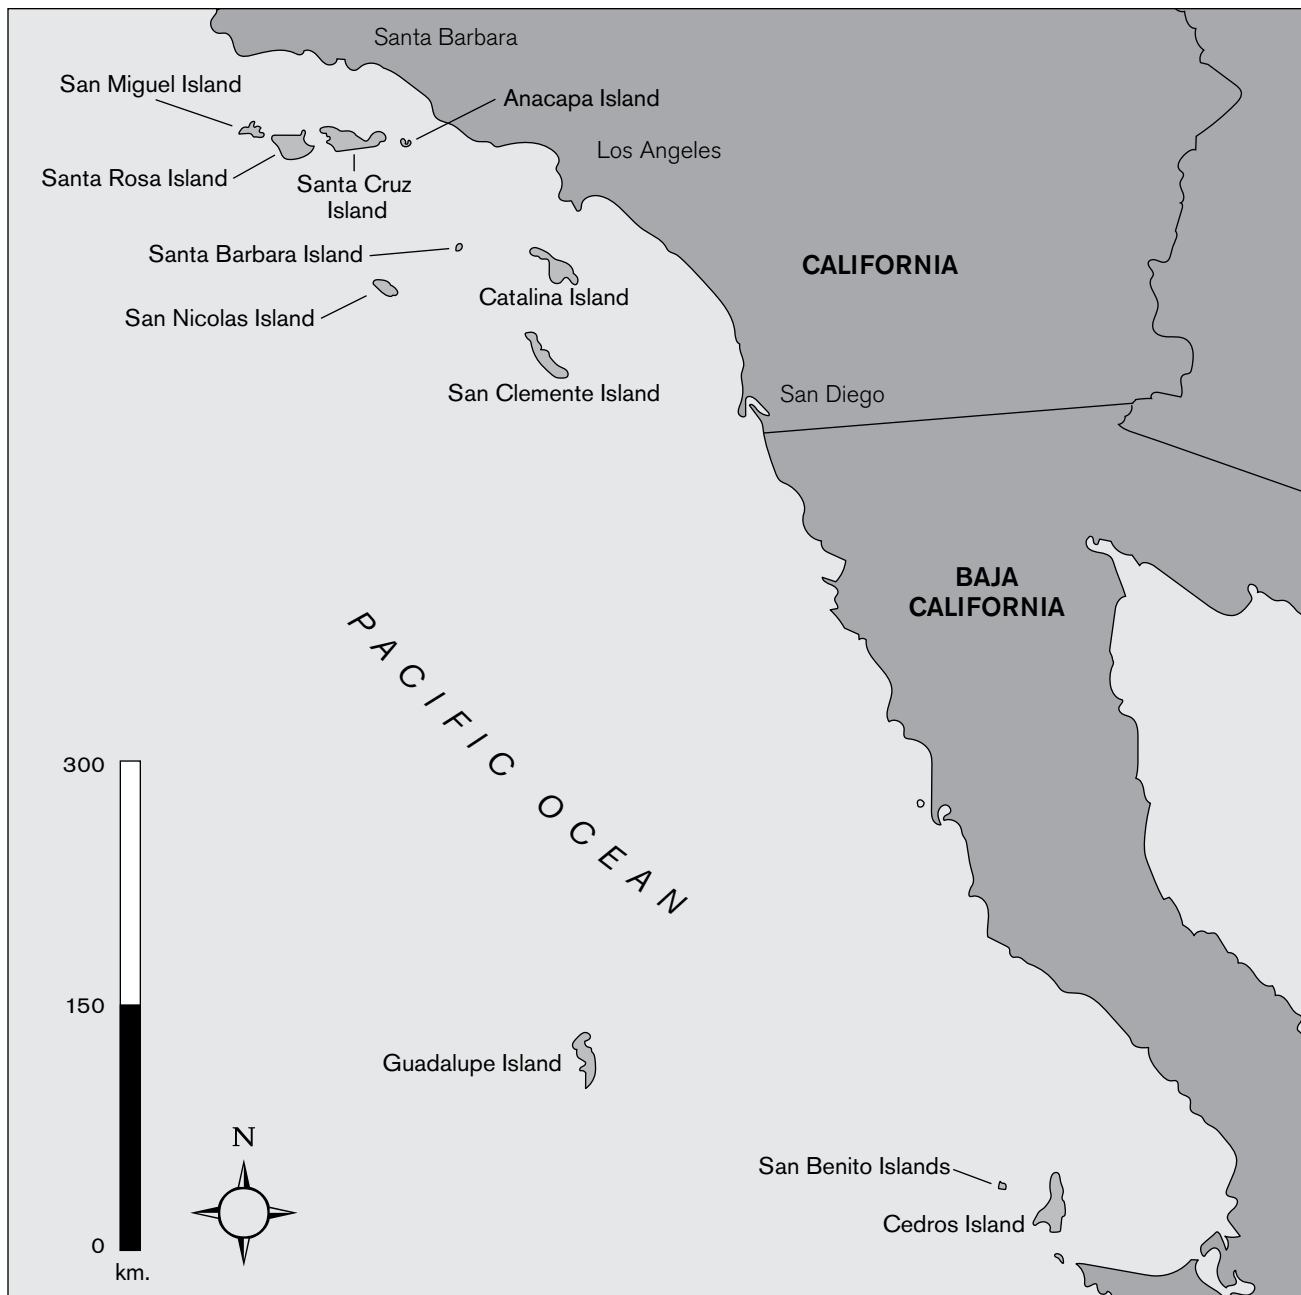 Santa Barbara
San Miguel Island
Anacapa Island
Los Angeles
Santa Rosa Island
Santa Cruz
Island
Santa Barbara Island
CALIFORNIA
Catalina Island
San Nicolas Island
San Clemente Island
San Diego
BAJA
CALIFORNIA
PACIFIC OCEAN
300
150
Guadalupe Island
N
San Benito Islands
Cedros Island
0
km.